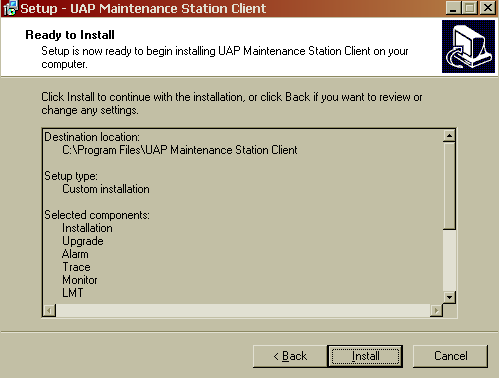 Setup - UAP Maintenance Station Client
Ready to Install
Setup is now ready to begin installing UAP Maintenance Station Client on your
computer.
Click Install to continue with the installation, or click Back if you want to review or
change any settings.
Destination location:
C:\Program Files\UAP Maintenance Station Client
Setup type:
Custom installation
Selected components:
Installation
Upgrade
Alarm
Trace
Monitor
LMT
< Back
Install
Cancel